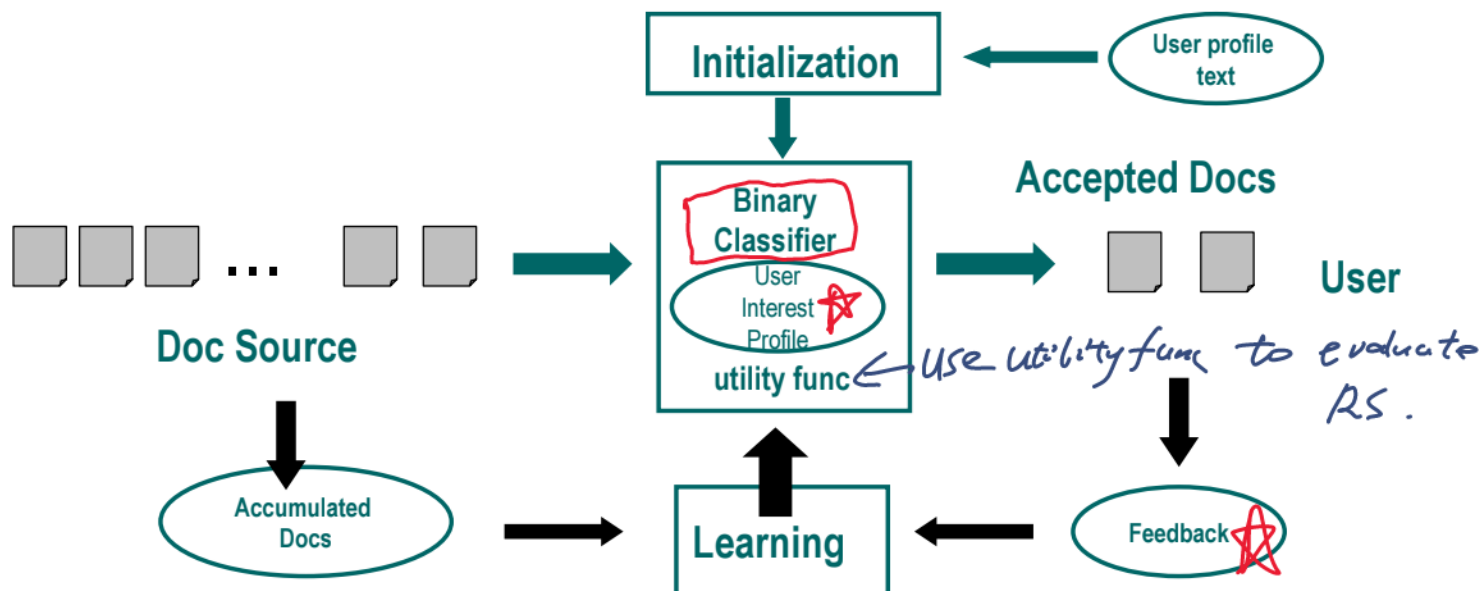 Initialization
User profile
text
Binary
Classifier
User
Interest
Profile
utility func
Accepted Docs
User
Doc Source
...
← use utility func to evaluate
RS.
Accumulated
Docs
Learning
Feedback